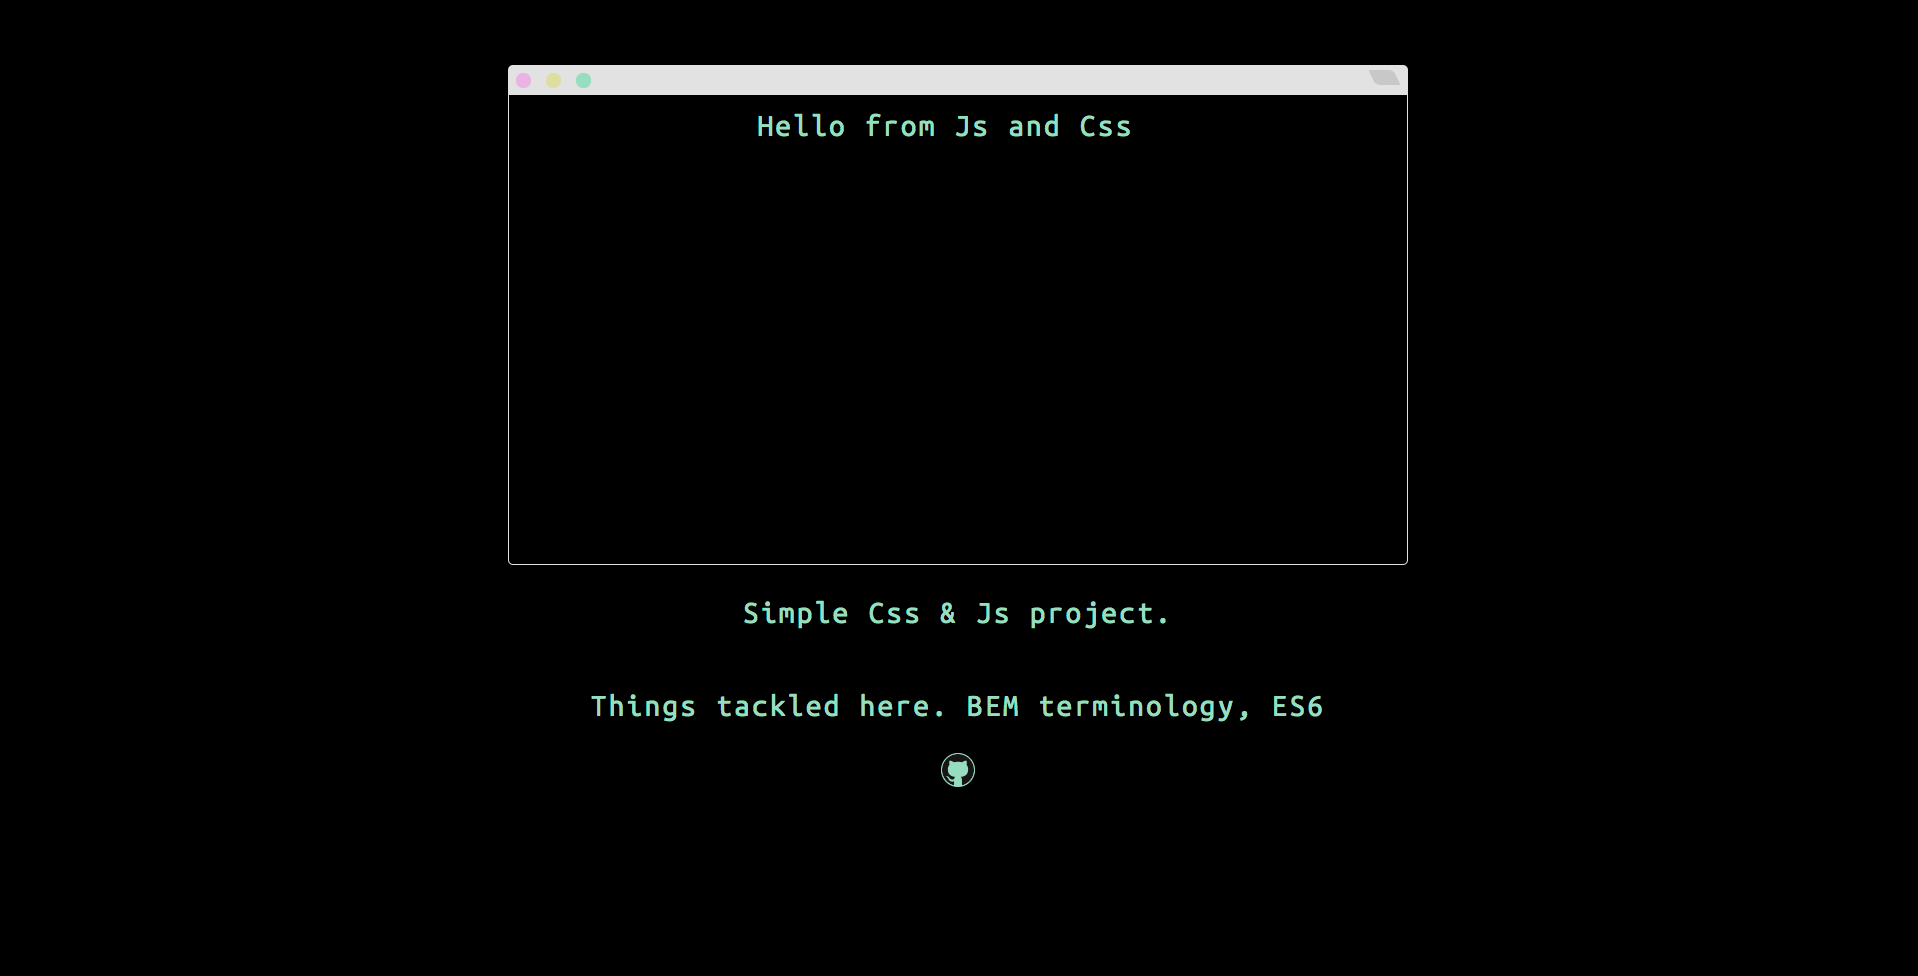 Hello from Js and Css
Simple Css & Js project.
Things tackled here. BEM terminology, ES6